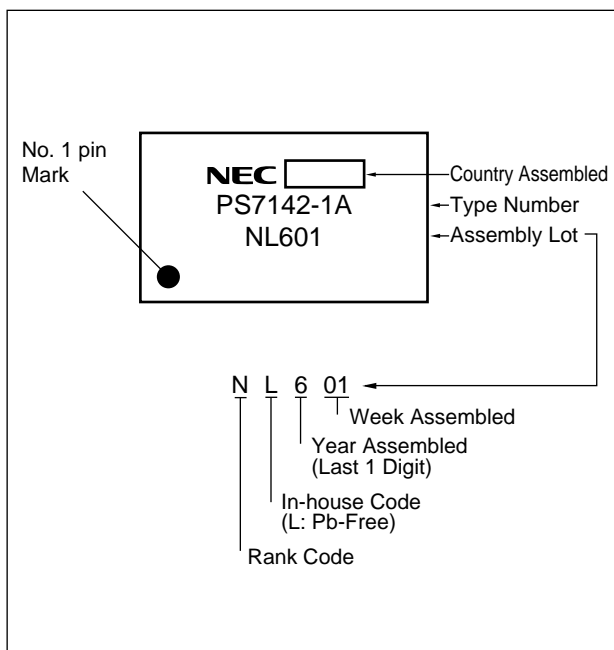 No. 1 pin
Mark
NEC
Country Assembled
PS7142-1A
Type Number
NL601
Assembly Lot
N L 6 01
Week Assembled
Year Assembled
(Last 1 Digit)
In-house Code
(L: Pb-Free)
Rank Code